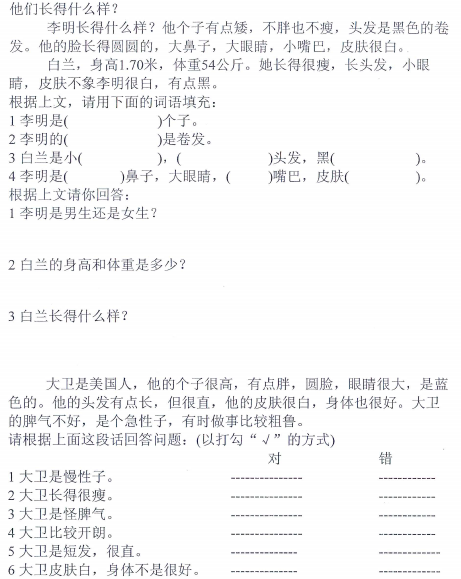 他们长得什么样？
李明长得什么样？他个子有点矮，不胖也不瘦，头发是黑色的卷
发。他的脸长得圆圆的，大鼻子，大眼睛，小嘴巴，皮肤很白。
白兰，身高1.70米，体重54公斤。她长得很瘦，长头发，小眼
睛，皮肤不象李明很白，有点黑。
根据上文，请用下面的词语填充：
1 李明是( )个子。
2 李明的( )是卷发。
3 白兰是小( )，( )头发，黑( )。
4 李明是( )鼻子，大眼睛，( )嘴巴，皮肤( )。
根据上文请你回答：
1 李明是男生还是女生？
2 白兰的身高和体重是多少？
3 白兰长得什么样？
大卫是美国人，他的个子很高，有点胖，圆脸，眼睛很大，是蓝
色的。他的头发有点长，但很直，他的皮肤很白，身体也很好。大卫
的脾气不好，是个急性子，有时做事比较粗鲁。
请根据上面这段话回答问题：(以打勾“√”的方式)
对 错
1 大卫是慢性子。 --------------- ------------
2 大卫长得很瘦。 --------------- ------------
3 大卫是怪脾气。 --------------- ------------
4 大卫比较开朗。 --------------- ------------
5 大卫是短发，很直。 -------------- -------------
6 大卫皮肤白，身体不是很好。 -------------- -------------